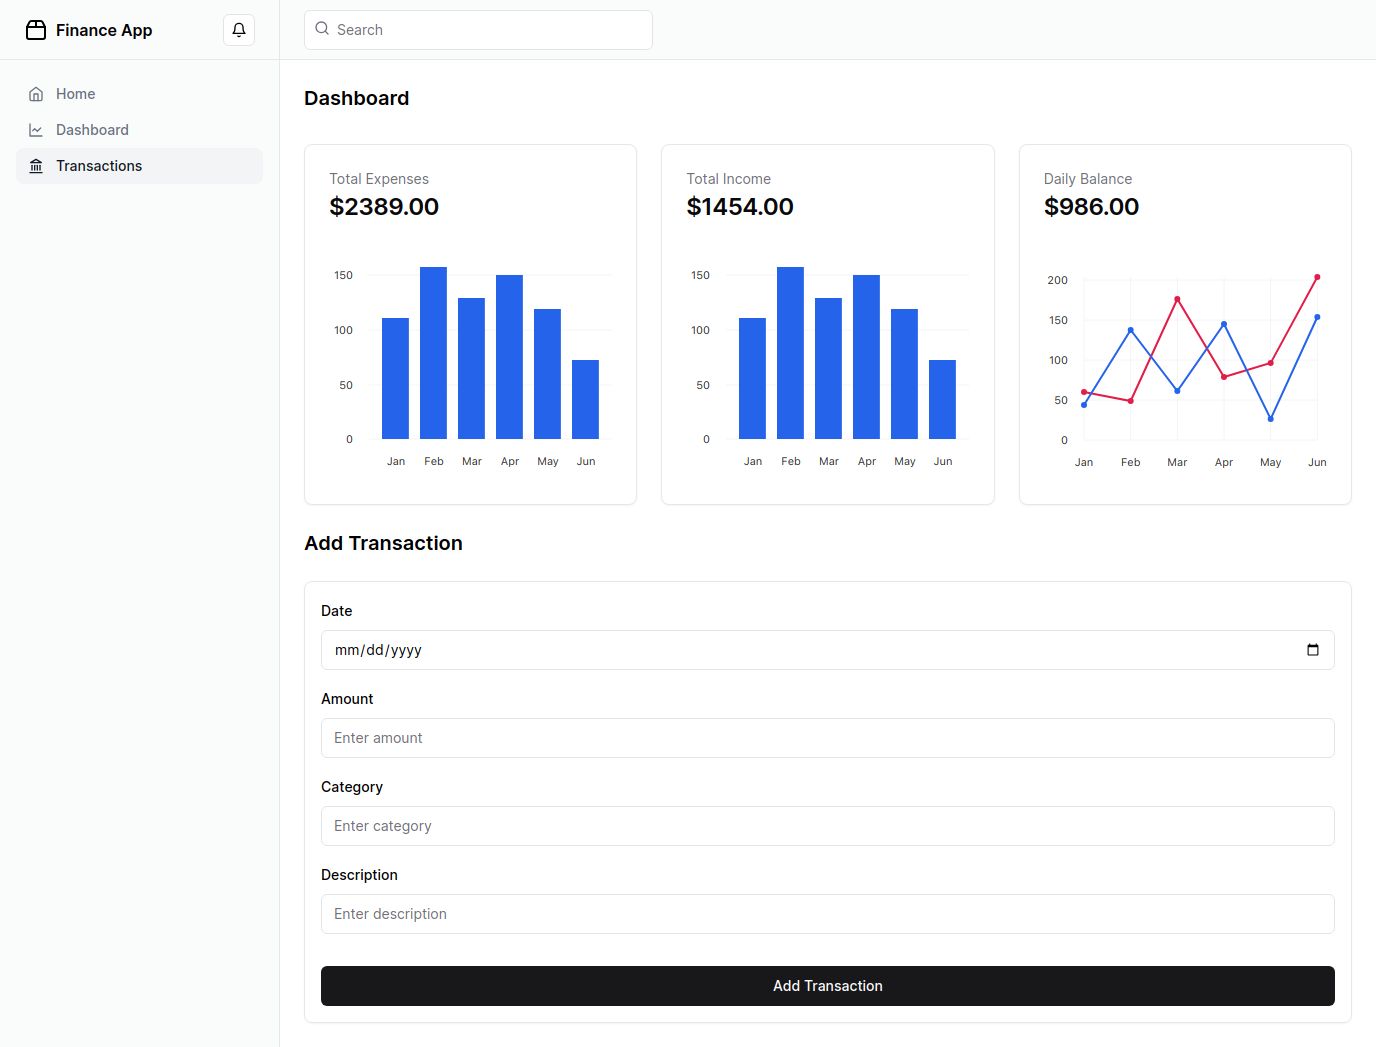 Finance App
Search
Home
Dashboard
Transactions
Dashboard
Total Expenses
$2389.00
150
100
50
0
Jan Feb Mar Apr May Jun
Total Income
$1454.00
150
100
50
0
Jan Feb Mar Apr May Jun
Daily Balance
$986.00
200
150
100
50
0
Jan Feb Mar Apr May Jun
Add Transaction
Date
mm/dd/yyyy
Amount
Enter amount
Category
Enter category
Description
Enter description
Add Transaction